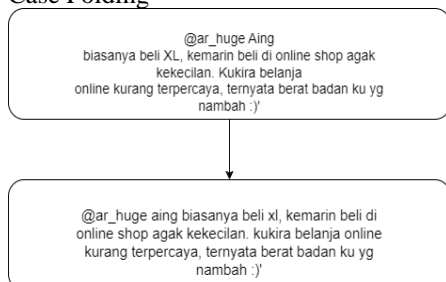 Case Folding
@ar_huge Aing
biasanya beli XL, kemarin beli di online shop agak
kekecilan. Kukira belanja
online kurang terpercaya, ternyata berat badan ku yg
nambah :)'
@ar_huge aing biasanya beli xl, kemarin beli di
online shop agak kekecilan. kukira belanja online
kurang terpercaya, ternyata berat badan ku yg
nambah :)'